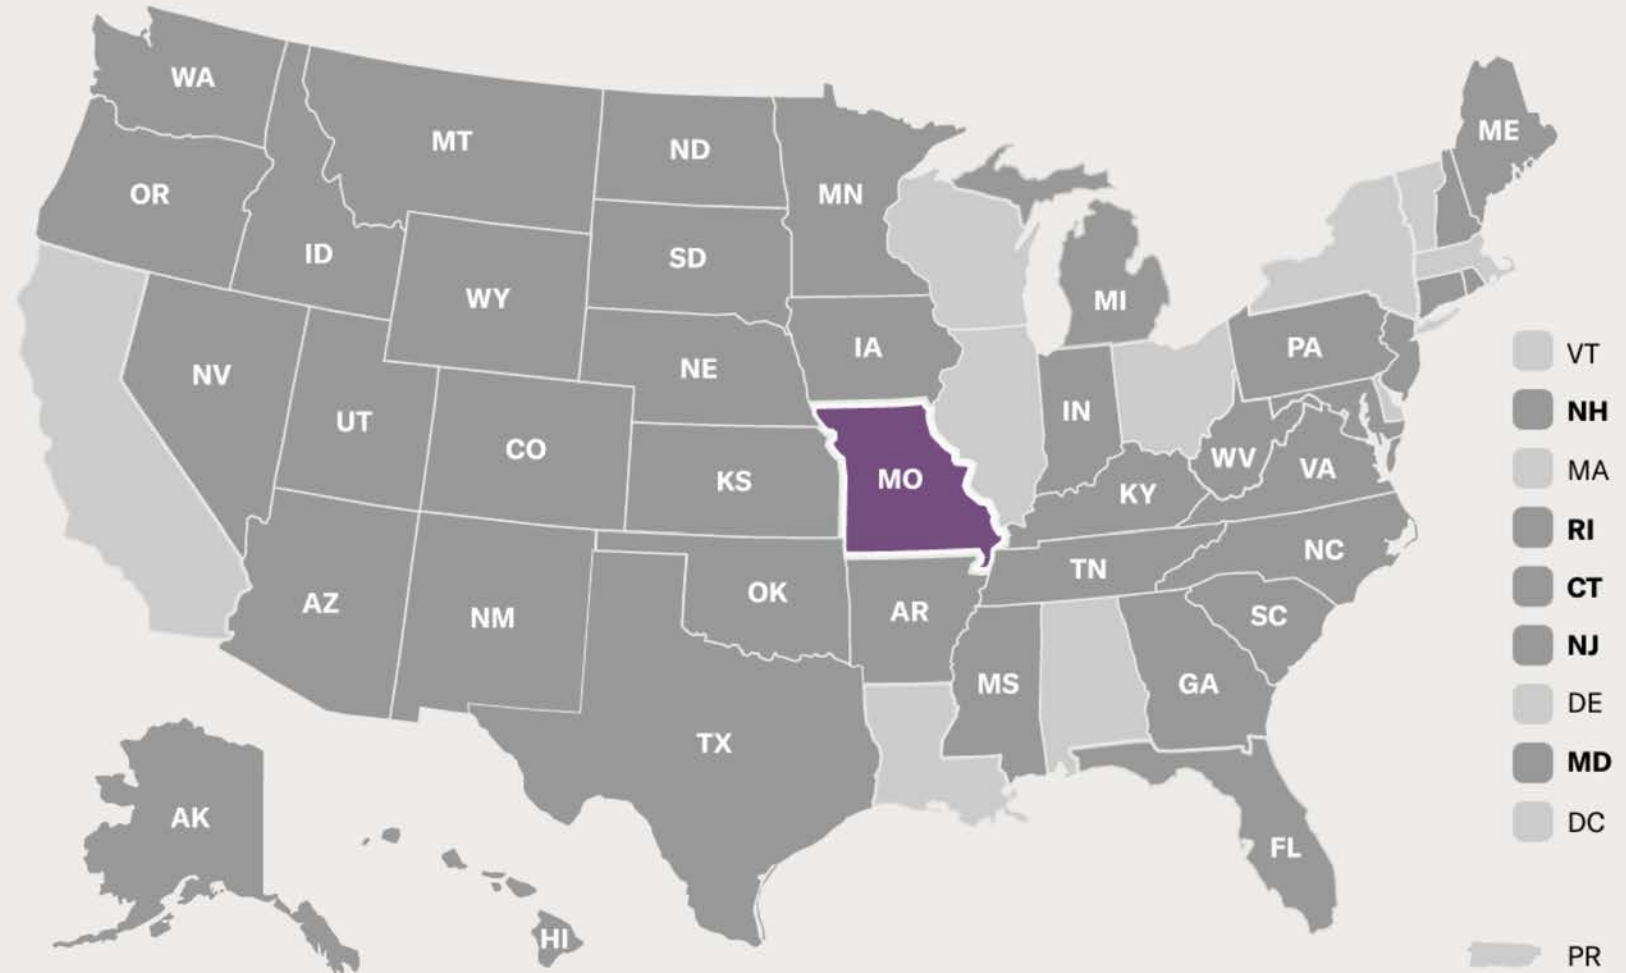 WA
MT
ND
ME
OR
MN
ID
SD
WY
MI
IA
PA
VT
NV
NE
NH
UT
CO
IN
WV
VA
MA
KS
MO
KY
RI
NC
TN
CT
AZ
OK
NM
AR
SC
NJ
MS
GA
DE
TX
MD
AK
DC
FL
HI
PR